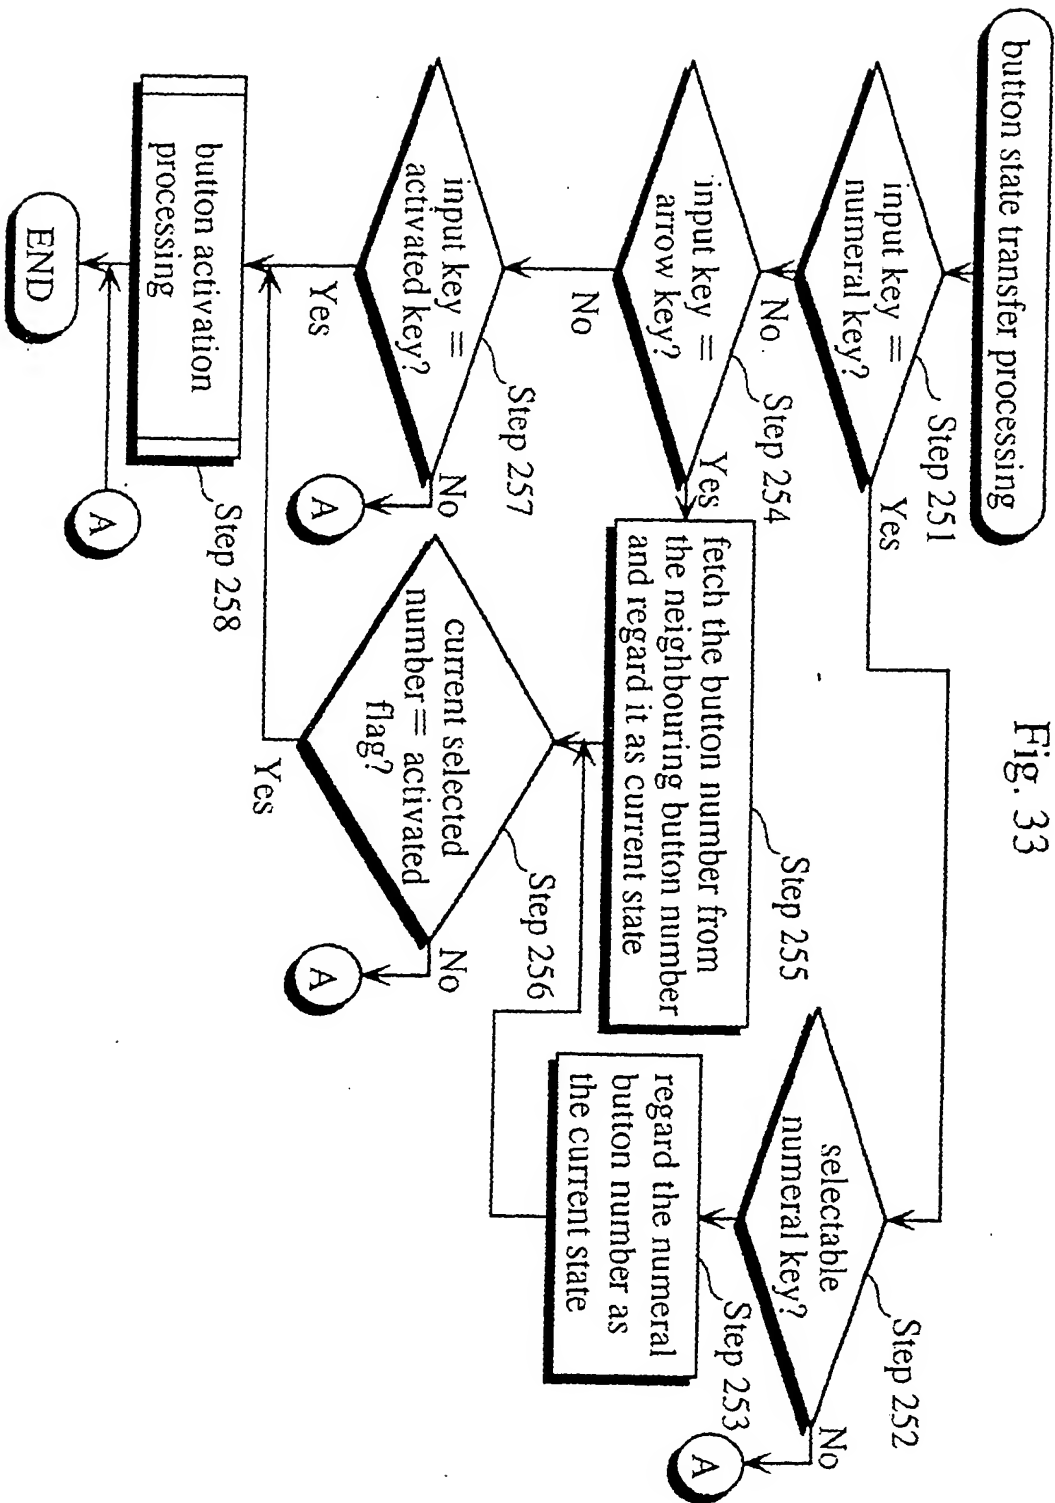 Fig. 33
button state transfer processing
input key =
numeral key?
Step 251
Yes
No
selectable
numeral key?
Step 252
No
A
regard the numeral
button number as
the current state
Step 253
input key =
arrow key?
Step 254
Yes
No
fetch the button number from
the neighbouring button number
and regard it as current state
Step 255
current selected
number= activated
flag?
Step 256
No
A
Yes
input key =
activated key?
Step 257
No
A
Yes
button activation
processing
Step 258
A
END